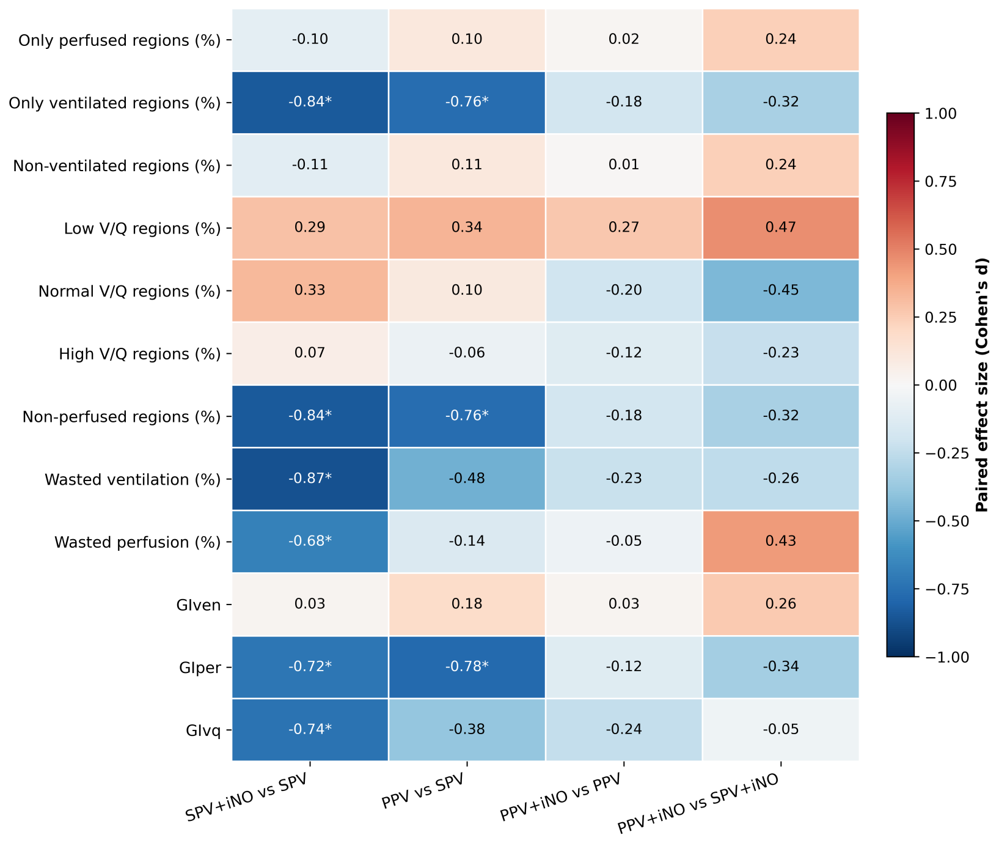 Only perfused regions (%) -0.10 0.10 0.02 0.24
Only ventilated regions (%) -0.84* -0.76* -0.18 -0.32
Non-ventilated regions (%) -0.11 0.11 0.01 0.24
Low V/Q regions (%) 0.29 0.34 0.27 0.47
Normal V/Q regions (%) 0.33 0.10 -0.20 -0.45
High V/Q regions (%) 0.07 -0.06 -0.12 -0.23
Non-perfused regions (%) -0.84* -0.76* -0.18 -0.32
Wasted ventilation (%) -0.87* -0.48 -0.23 -0.26
Wasted perfusion (%) -0.68* -0.14 -0.05 0.43
GIven 0.03 0.18 0.03 0.26
GIper -0.72* -0.78* -0.12 -0.34
GIvq -0.74* -0.38 -0.24 -0.05
SPV+iNO vs SPV
PPV vs SPV
PPV+iNO vs PPV
PPV+iNO vs SPV+iNO
1.00
0.75
0.50
0.25
0.00
−0.25
−0.50
−0.75
−1.00
Paired effect size (Cohen's d)